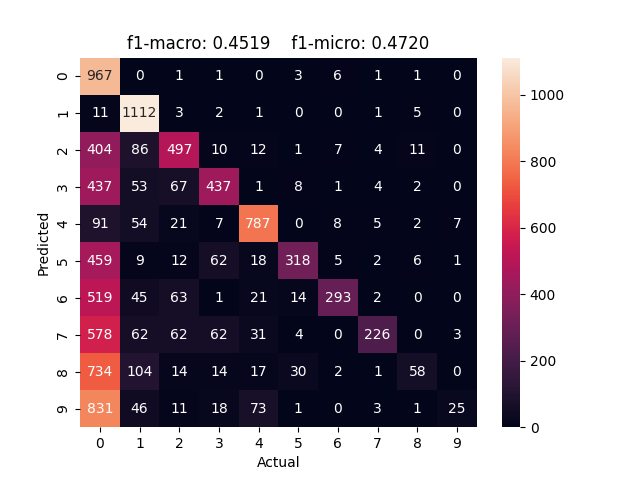 f1-macro: 0.4519 f1-micro: 0.4720
0 967 0 1 1 0 3 6 1 1 0
1 11 1112 3 2 1 0 0 1 5 0
2 404 86 497 10 12 1 7 4 11 0
3 437 53 67 437 1 8 1 4 2 0
4 91 54 21 7 787 0 8 5 2 7
5 459 9 12 62 18 318 5 2 6 1
6 519 45 63 1 21 14 293 2 0 0
7 578 62 62 62 31 4 0 226 0 3
8 734 104 14 14 17 30 2 1 58 0
9 831 46 11 18 73 1 0 3 1 25
0 1 2 3 4 5 6 7 8 9
Actual
Predicted
1000
800
600
400
200
0